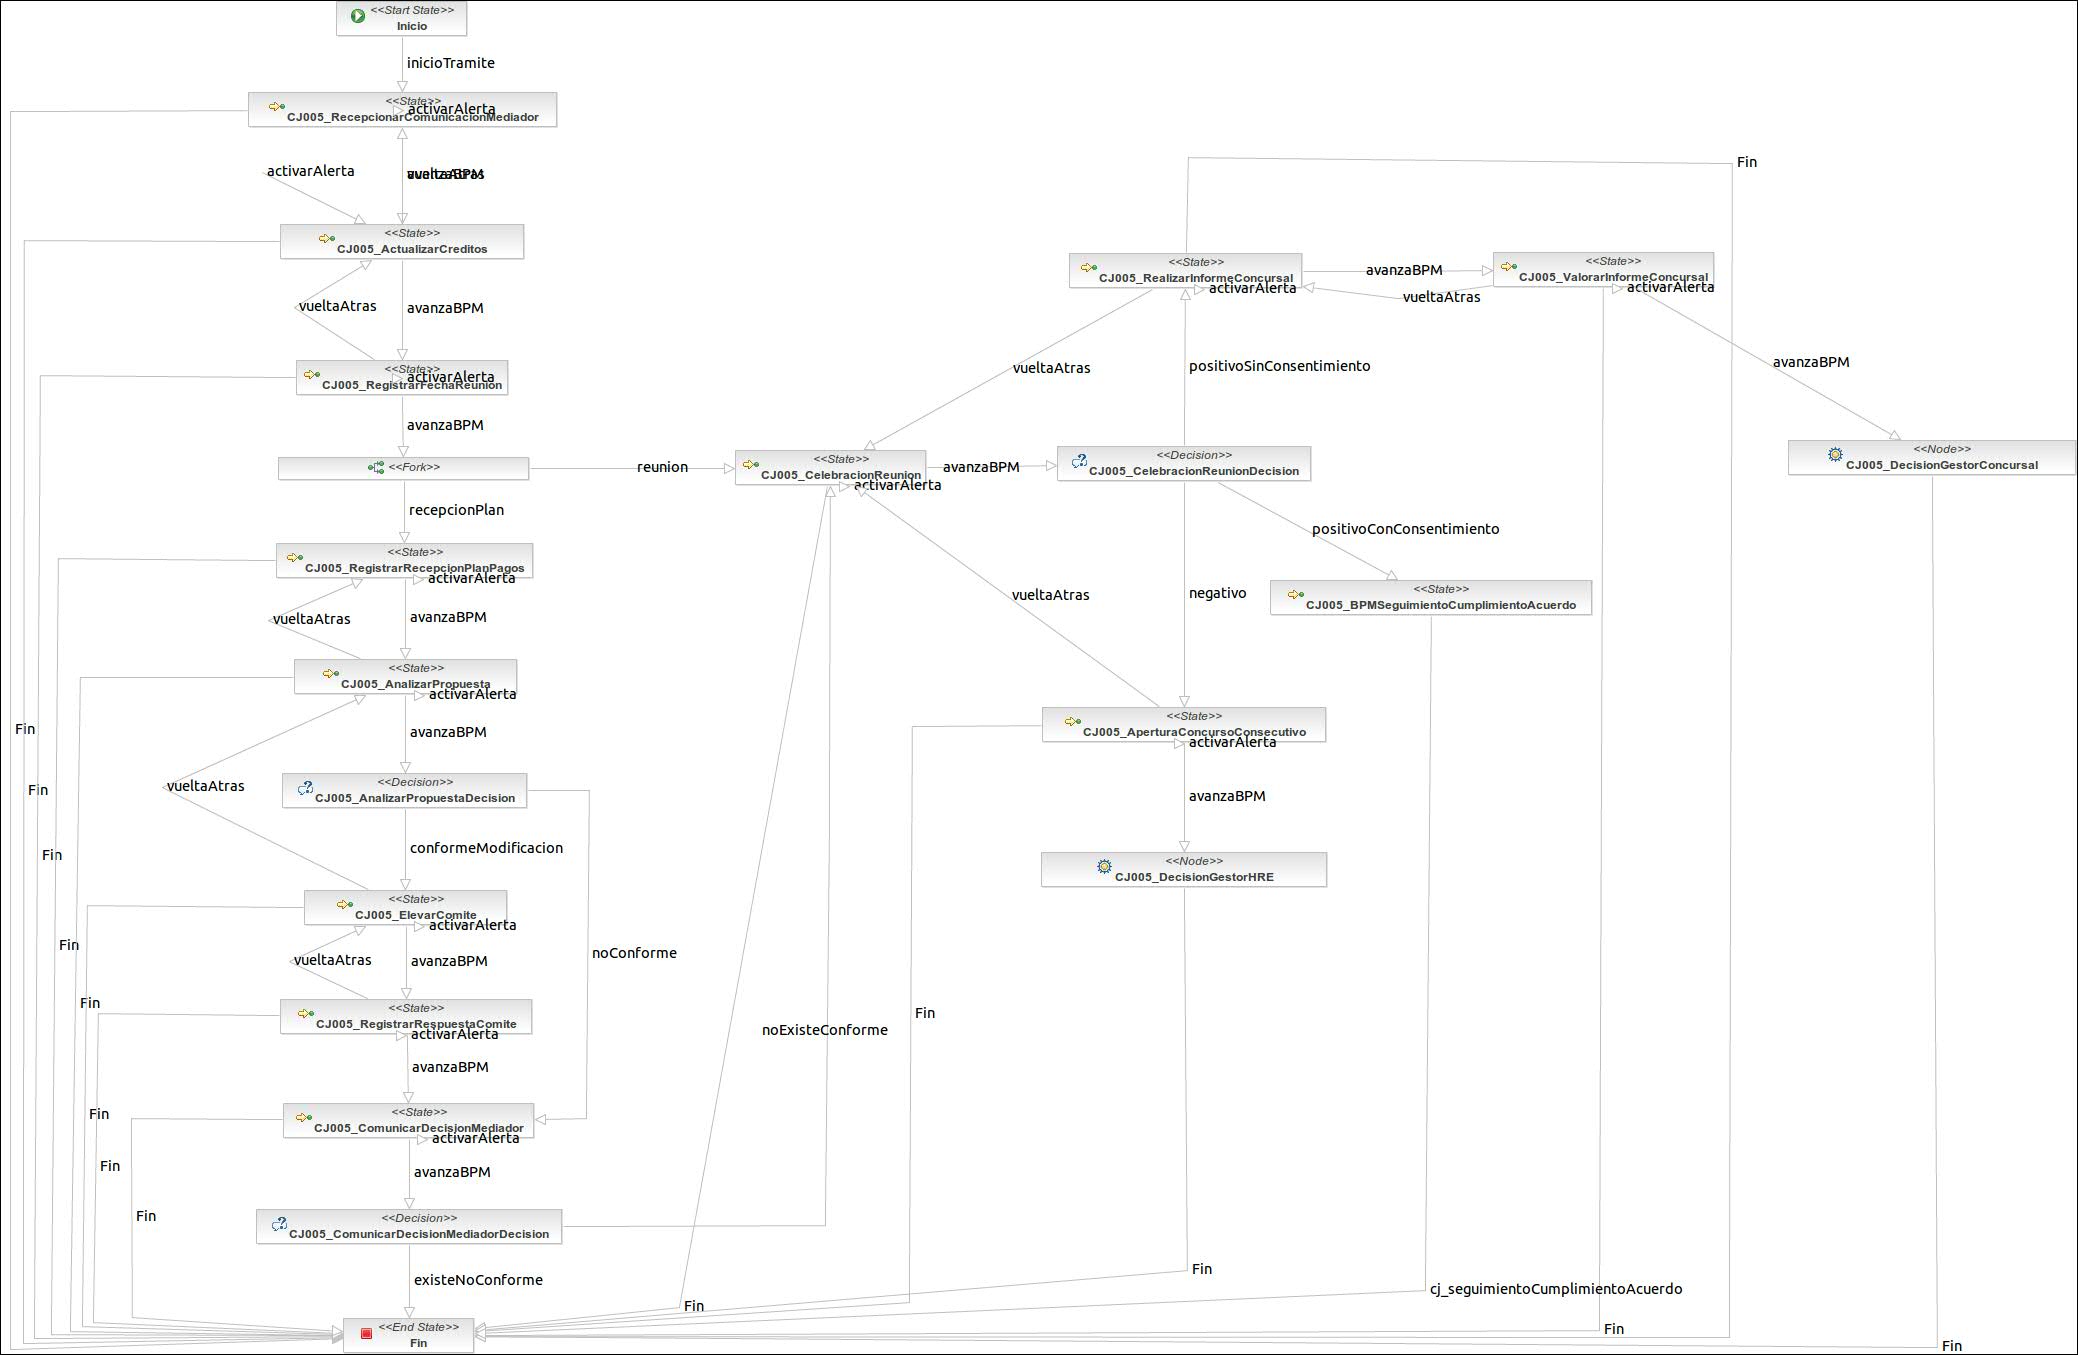 <<Start State>>
Inicio
inicioTramite
<<State>>
activarAlerta
CJ005_RecepcionarComunicacionMediador
activarAlerta
vueltaAtras
avanzaBPM
<<State>>
CJ005_ActualizarCreditos
vueltaAtras
avanzaBPM
<<State>>
activarAlerta
CJ005_RegistrarFechaReunion
avanzaBPM
<<Fork>>
reunion
recepcionPlan
<<State>>
CJ005_RegistrarRecepcionPlanPagos
activarAlerta
vueltaAtras
avanzaBPM
<<State>>
CJ005_AnalizarPropuesta
activarAlerta
Fin
avanzaBPM
vueltaAtras
Fin
<<Decision>>
CJ005_AnalizarPropuestaDecision
Fin
conformeModificacion
<<State>>
CJ005_ElevarComite
activarAlerta
Fin
vueltaAtras
avanzaBPM
noConforme
Fin
<<State>>
CJ005_RegistrarRespuestaComite
activarAlerta
avanzaBPM
Fin
<<State>>
CJ005_ComunicarDecisionMediador
activarAlerta
Fin
avanzaBPM
Fin
<<Decision>>
CJ005_ComunicarDecisionMediadorDecision
existeNoConforme
<<End State>>
Fin
Fin
<<State>>
CJ005_RealizarInformeConcursal
activarAlerta
avanzaBPM
vueltaAtras
<<State>>
CJ005_ValorarInformeConcursal
activarAlerta
vueltaAtras
positivoSinConsentimiento
avanzaBPM
<<State>>
CJ005_CelebracionReunion
activarAlerta
avanzaBPM
<<Decision>>
CJ005_CelebracionReunionDecision
<<Node>>
CJ005_DecisionGestorConcursal
positivoConConsentimiento
vueltaAtras
negativo
<<State>>
CJ005_BPMSeguimientoCumplimientoAcuerdo
<<State>>
CJ005_AperturaConcursoConsecutivo
activarAlerta
avanzaBPM
<<Node>>
CJ005_DecisionGestorHRE
noExisteConforme
Fin
Fin
Fin
cj_seguimientoCumplimientoAcuerdo
Fin
Fin